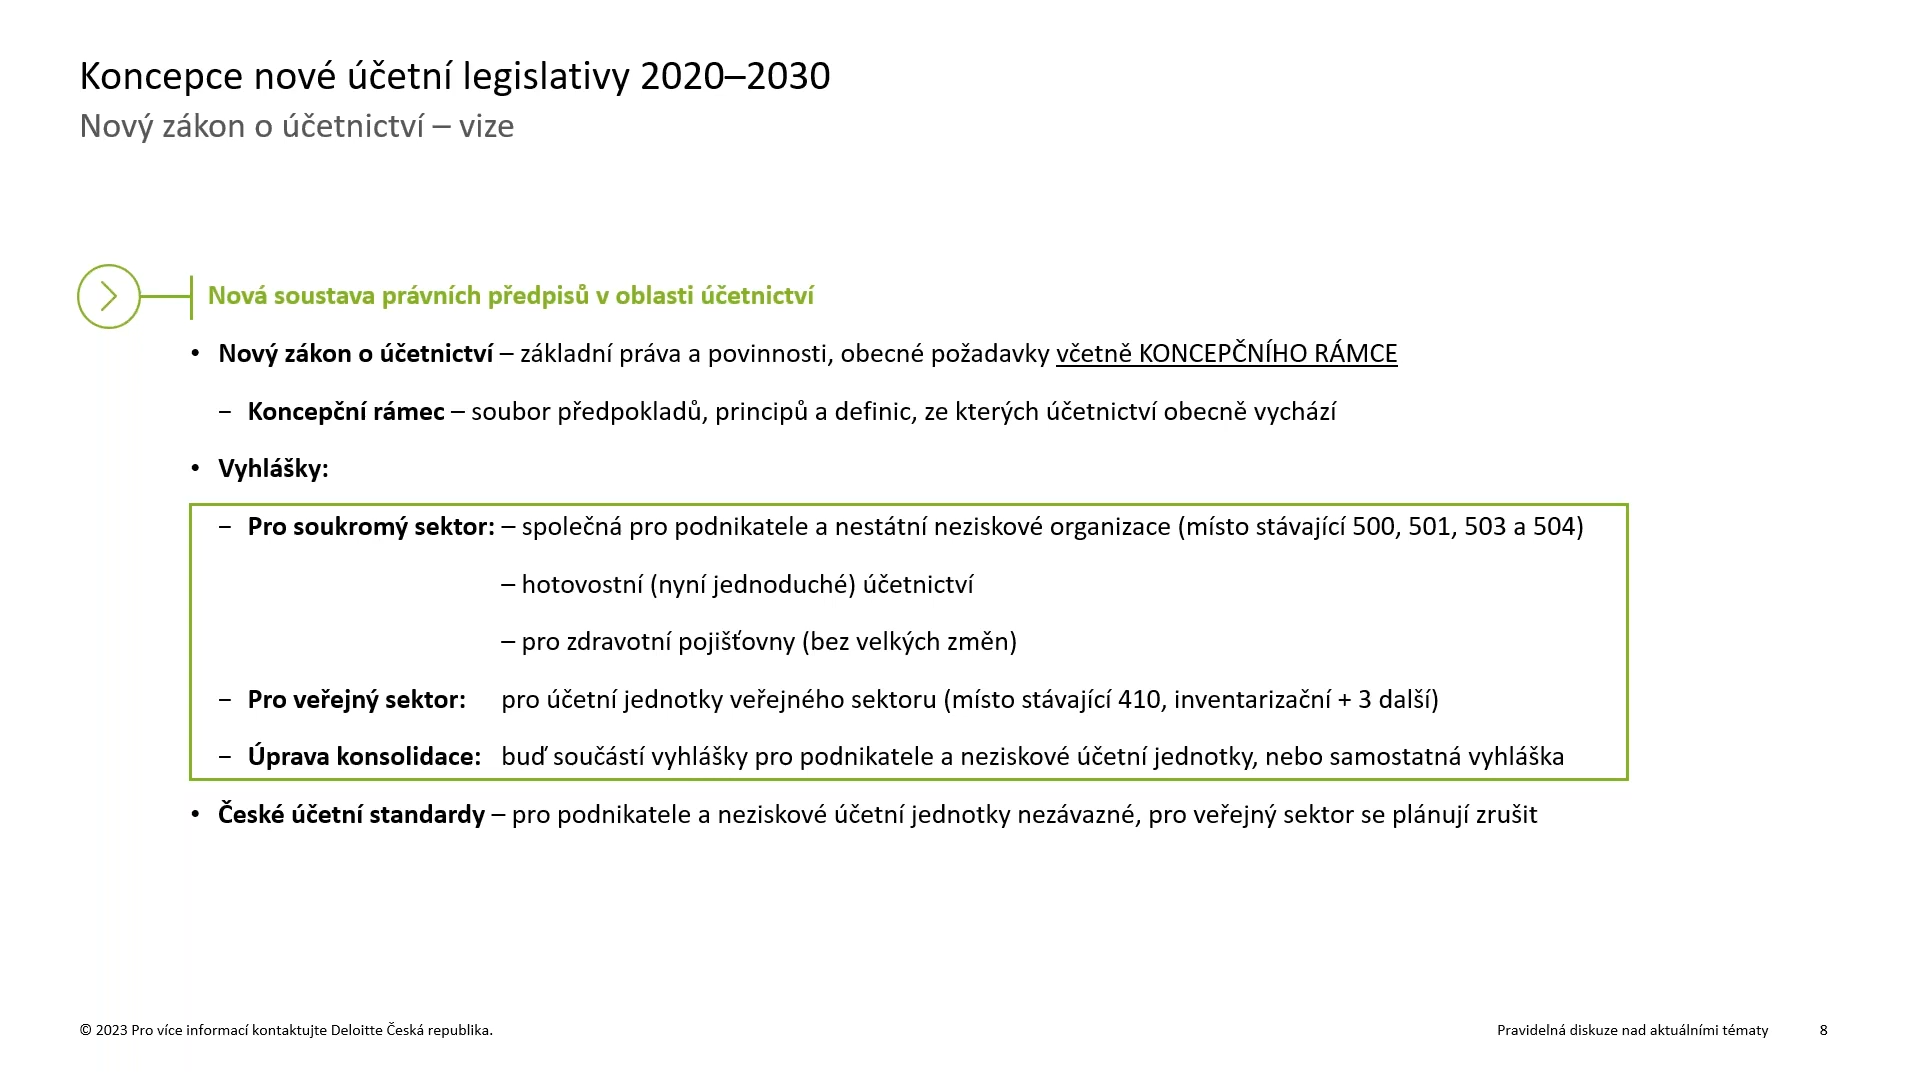 Koncepce nové účetní legislativy 2020–2030
Nový zákon o účetnictví – vize
Nová soustava právních předpisů v oblasti účetnictví
• Nový zákon o účetnictví – základní práva a povinnosti, obecné požadavky včetně KONCEPČNÍHO RÁMCE
− Koncepční rámec – soubor předpokladů, principů a definic, ze kterých účetnictví obecně vychází
• Vyhlášky:
− Pro soukromý sektor: – společná pro podnikatele a nestátní neziskové organizace (místo stávající 500, 501, 503 a 504)
– hotovostní (nyní jednoduché) účetnictví
– pro zdravotní pojišťovny (bez velkých změn)
− Pro veřejný sektor: pro účetní jednotky veřejného sektoru (místo stávající 410, inventarizační + 3 další)
− Úprava konsolidace: buď součástí vyhlášky pro podnikatele a neziskové účetní jednotky, nebo samostatná vyhláška
• České účetní standardy – pro podnikatele a neziskové účetní jednotky nezávazné, pro veřejný sektor se plánují zrušit
© 2023 Pro více informací kontaktujte Deloitte Česká republika.
Pravidelná diskuze nad aktuálními tématy 8